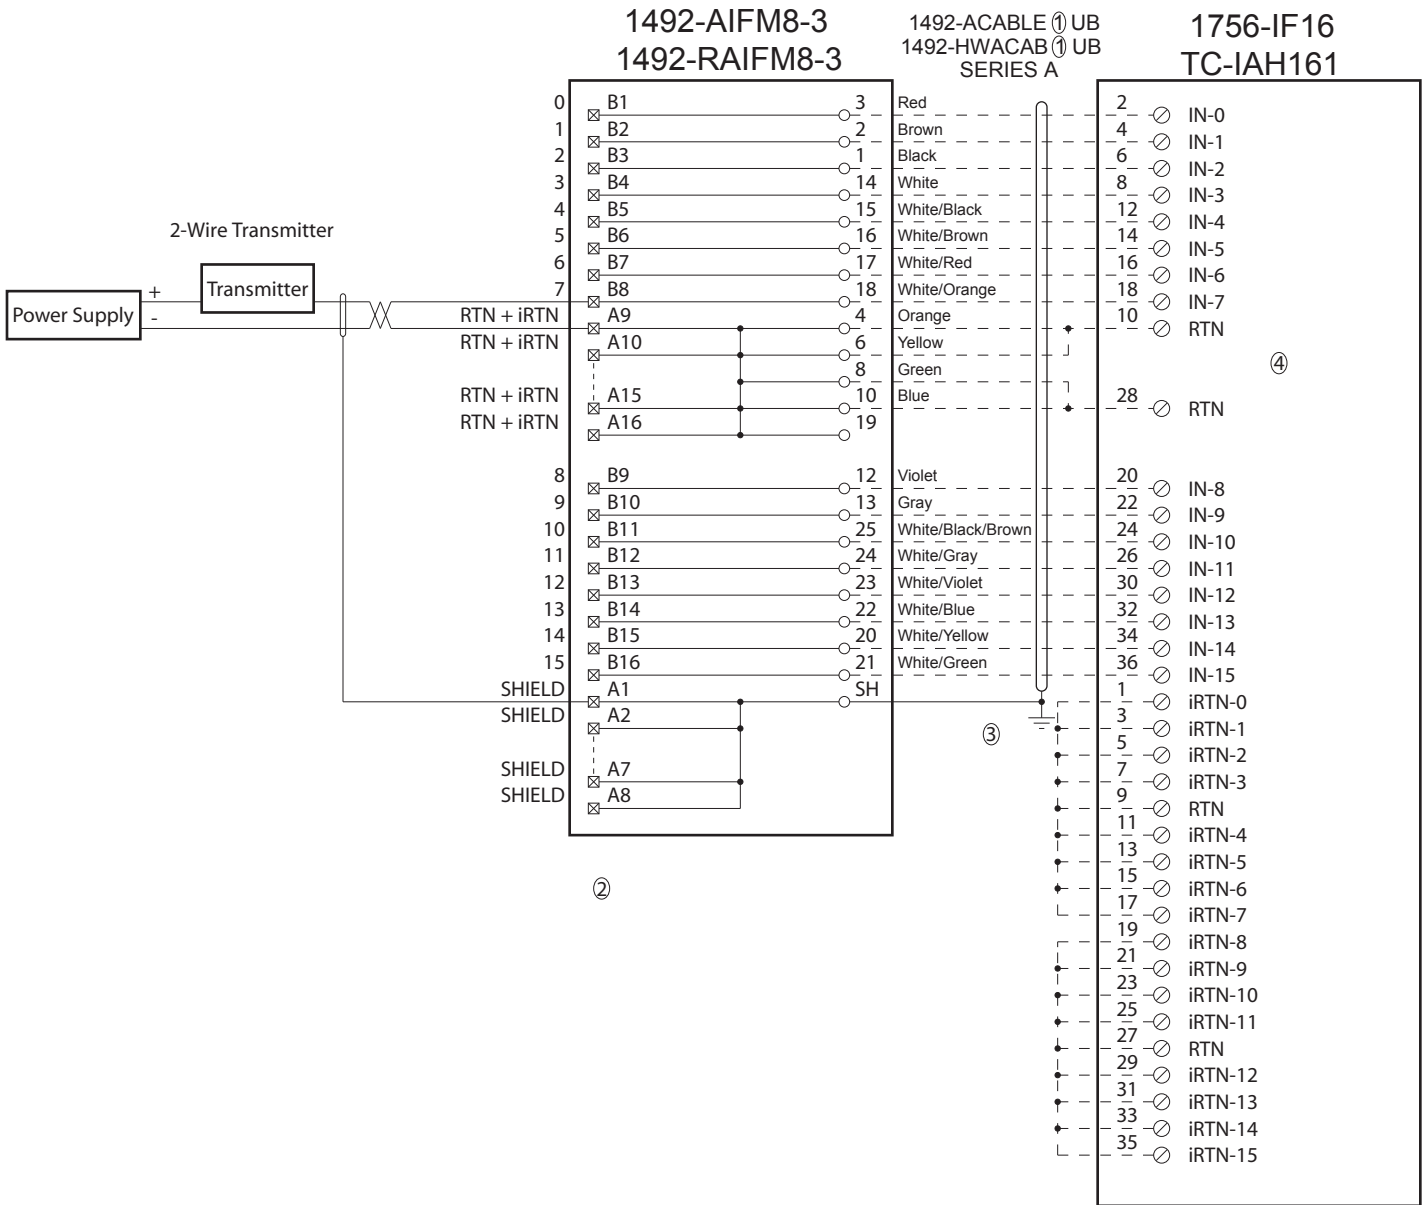 1492-AIFM8-3
1492-RAIFM8-3
1492-ACABLE ① UB
1492-HWACAB ① UB
SERIES A
1756-IF16
TC-IAH161
0 B1 3 Red 2 IN-0
1 B2 2 Brown 4 IN-1
2 B3 1 Black 6 IN-2
3 B4 14 White 8 IN-3
4 B5 15 White/Black 12 IN-4
2-Wire Transmitter
5 B6 16 White/Brown 14 IN-5
6 B7 17 White/Red 16 IN-6
Transmitter
7 B8 18 White/Orange 18 IN-7
Power Supply + -
RTN + iRTN A9 4 Orange 10 RTN
RTN + iRTN A10 6 Yellow
8 Green
④
RTN + iRTN A15 10 Blue 28 RTN
RTN + iRTN A16 19
8 B9 12 Violet 20 IN-8
9 B10 13 Gray 22 IN-9
10 B11 25 White/Black/Brown 24 IN-10
11 B12 24 White/Gray 26 IN-11
12 B13 23 White/Violet 30 IN-12
13 B14 22 White/Blue 32 IN-13
14 B15 20 White/Yellow 34 IN-14
15 B16 21 White/Green 36 IN-15
SHIELD A1 SH 1 iRTN-0
SHIELD A2 3 iRTN-1
③
5 iRTN-2
SHIELD A7 7 iRTN-3
SHIELD A8 9 RTN
11 iRTN-4
13 iRTN-5
②
15 iRTN-6
17 iRTN-7
19 iRTN-8
21 iRTN-9
23 iRTN-10
25 iRTN-11
27 RTN
29 iRTN-12
31 iRTN-13
33 iRTN-14
35 iRTN-15